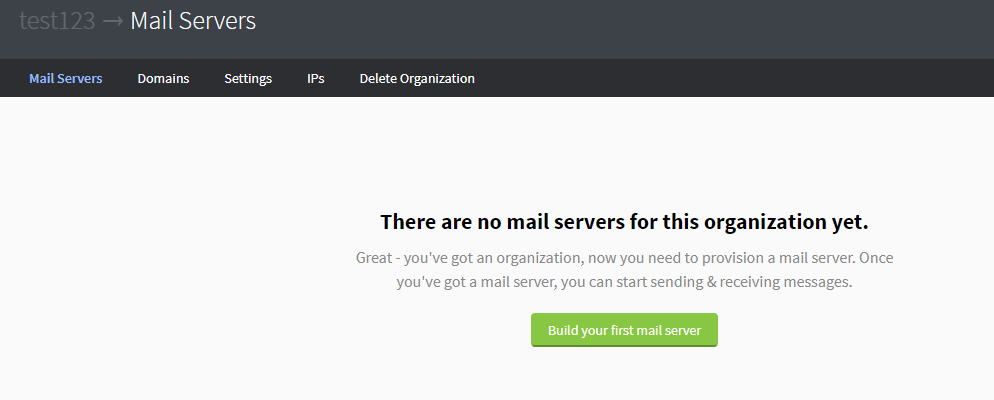 test123 → Mail Servers
Mail Servers Domains Settings IPs Delete Organization
There are no mail servers for this organization yet.
Great - you've got an organization, now you need to provision a mail server. Once
you've got a mail server, you can start sending & receiving messages.
Build your first mail server